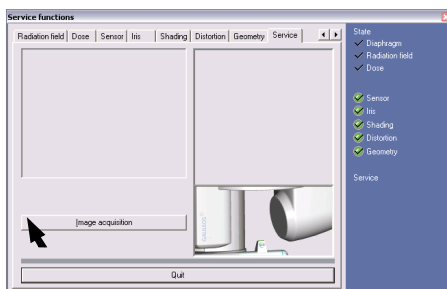 Service functions
Radiation field
Dose
Sensor
Iris
Shading
Distortion
Geometry
Service
Image acquisition
GALILEOS
Quit
State
Diaphragm
Radiation field
Dose
Sensor
Iris
Shading
Distortion
Geometry
Service